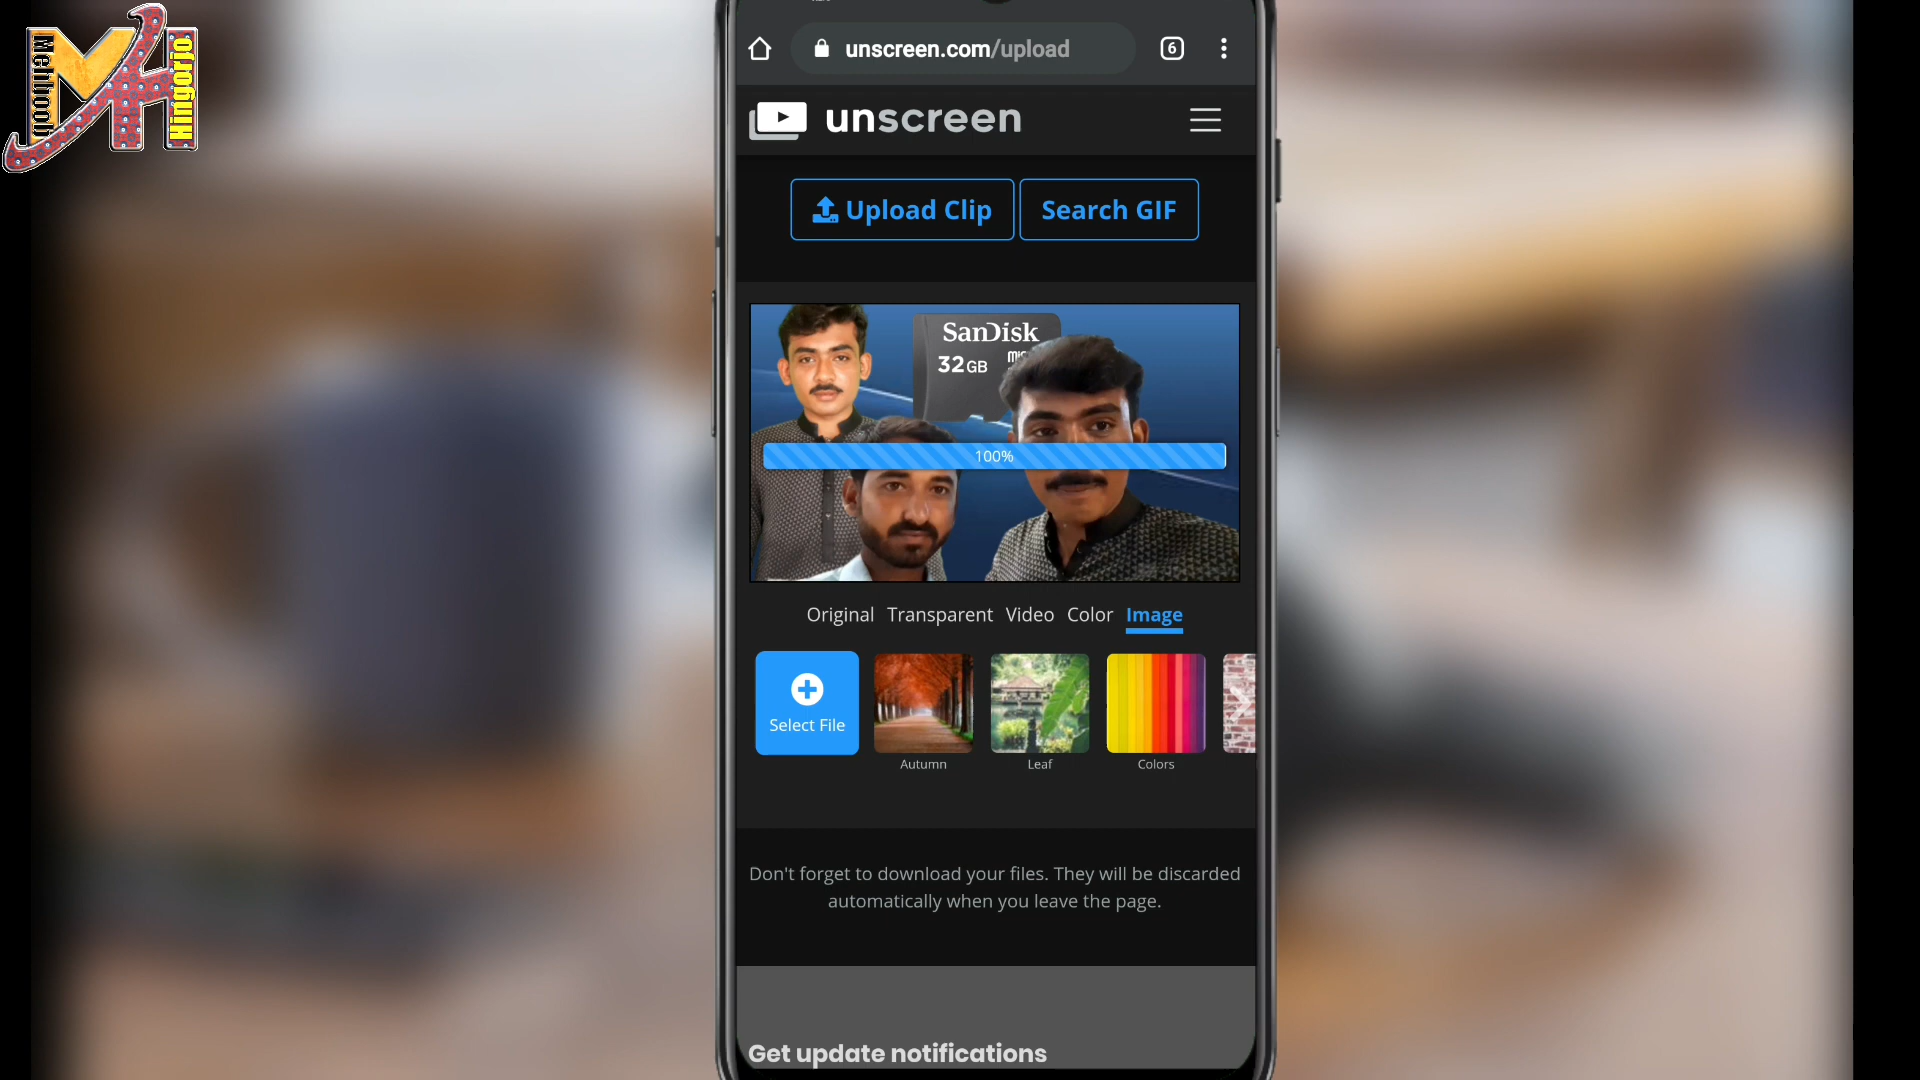 Mehboob
Hingorjo
unscreen.com/upload
6
unscreen
Upload Clip
Search GIF
SanDisk
32GB
100%
Original Transparent Video Color Image
Select File
Autumn
Leaf
Colors
Don't forget to download your files. They will be discarded
automatically when you leave the page.
Get update notifications